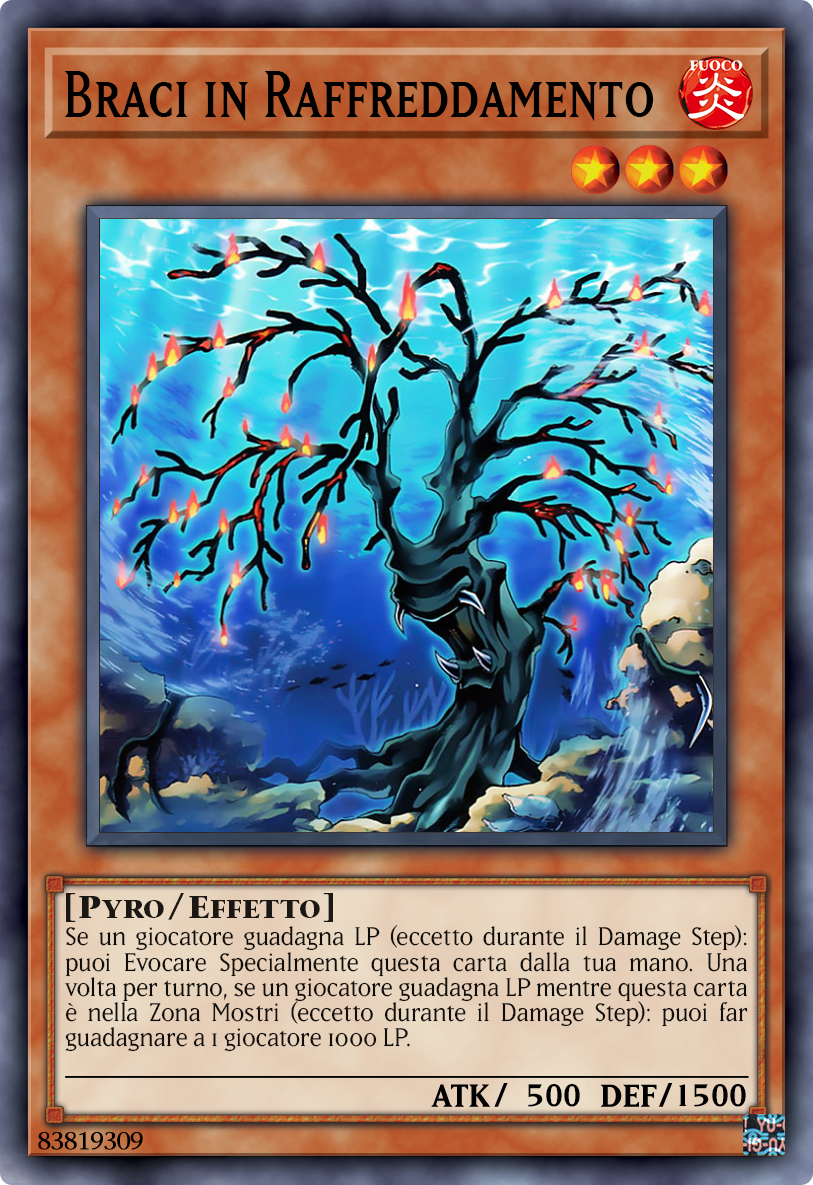 Braci in Raffreddamento
FUOCO
炎
[Pyro/Effetto]
Se un giocatore guadagna LP (eccetto durante il Damage Step):
puoi Evocare Specialmente questa carta dalla tua mano. Una
volta per turno, se un giocatore guadagna LP mentre questa carta
è nella Zona Mostri (eccetto durante il Damage Step): puoi far
guadagnare a 1 giocatore 1000 LP.
ATK/ 500 DEF/1500
83819309